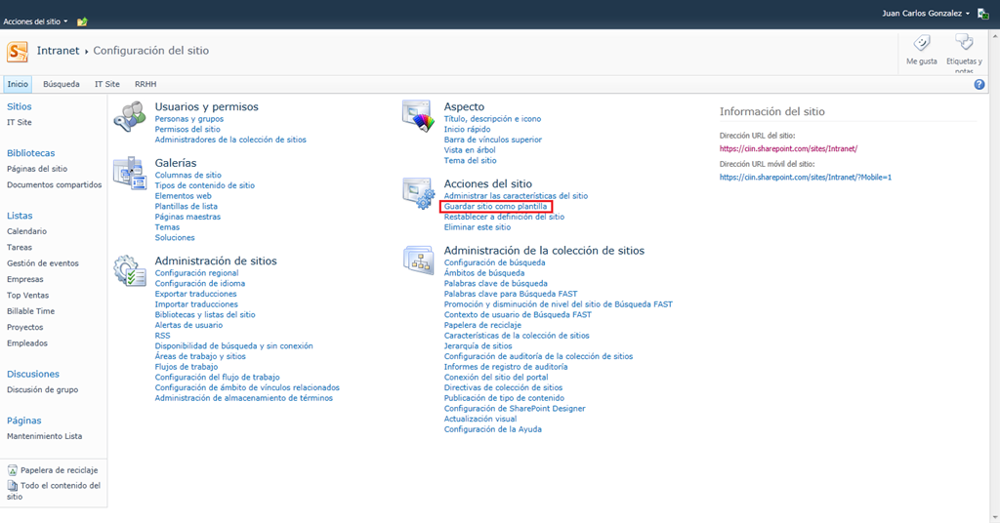 Juan Carlos Gonzalez
Acciones del sitio
Intranet ▸ Configuración del sitio
Me gusta
Etiquetas y notas
Inicio
Búsqueda
IT Site
RRHH
Sitios
IT Site
Bibliotecas
Páginas del sitio
Documentos compartidos
Listas
Calendario
Tareas
Gestión de eventos
Empresas
Top Ventas
Billable Time
Proyectos
Empleados
Discusiones
Discusión de grupo
Páginas
Mantenimiento Lista
Papelera de reciclaje
Todo el contenido del
sitio
Usuarios y permisos
Personas y grupos
Permisos del sitio
Administradores de la colección de sitios
Galerías
Columnas de sitio
Tipos de contenido de sitio
Elementos web
Plantillas de lista
Páginas maestras
Temas
Soluciones
Administración de sitios
Configuración regional
Configuración de idioma
Exportar traducciones
Importar traducciones
Bibliotecas y listas del sitio
Alertas de usuario
RSS
Disponibilidad de búsqueda y sin conexión
Áreas de trabajo y sitios
Flujos de trabajo
Configuración del flujo de trabajo
Configuración de ámbito de vínculos relacionados
Administración de almacenamiento de términos
Aspecto
Título, descripción e icono
Inicio rápido
Barra de vínculos superior
Vista en árbol
Tema del sitio
Acciones del sitio
Administrar las características del sitio
Guardar sitio como plantilla
Restablecer a definición del sitio
Eliminar este sitio
Administración de la colección de sitios
Configuración de búsqueda
Ámbitos de búsqueda
Palabras clave de búsqueda
Palabras clave para Búsqueda FAST
Promoción y disminución de nivel del sitio de Búsqueda FAST
Contexto de usuario de Búsqueda FAST
Papelera de reciclaje
Características de la colección de sitios
Jerarquía de sitios
Configuración de auditoría de la colección de sitios
Informes de registro de auditoría
Conexión del sitio del portal
Directivas de colección de sitios
Publicación de tipo de contenido
Configuración de SharePoint Designer
Actualización visual
Configuración de la Ayuda
Información del sitio
Dirección URL del sitio:
https://ciin.sharepoint.com/sites/Intranet/
Dirección URL móvil del sitio:
https://ciin.sharepoint.com/sites/Intranet/?Mobile=1